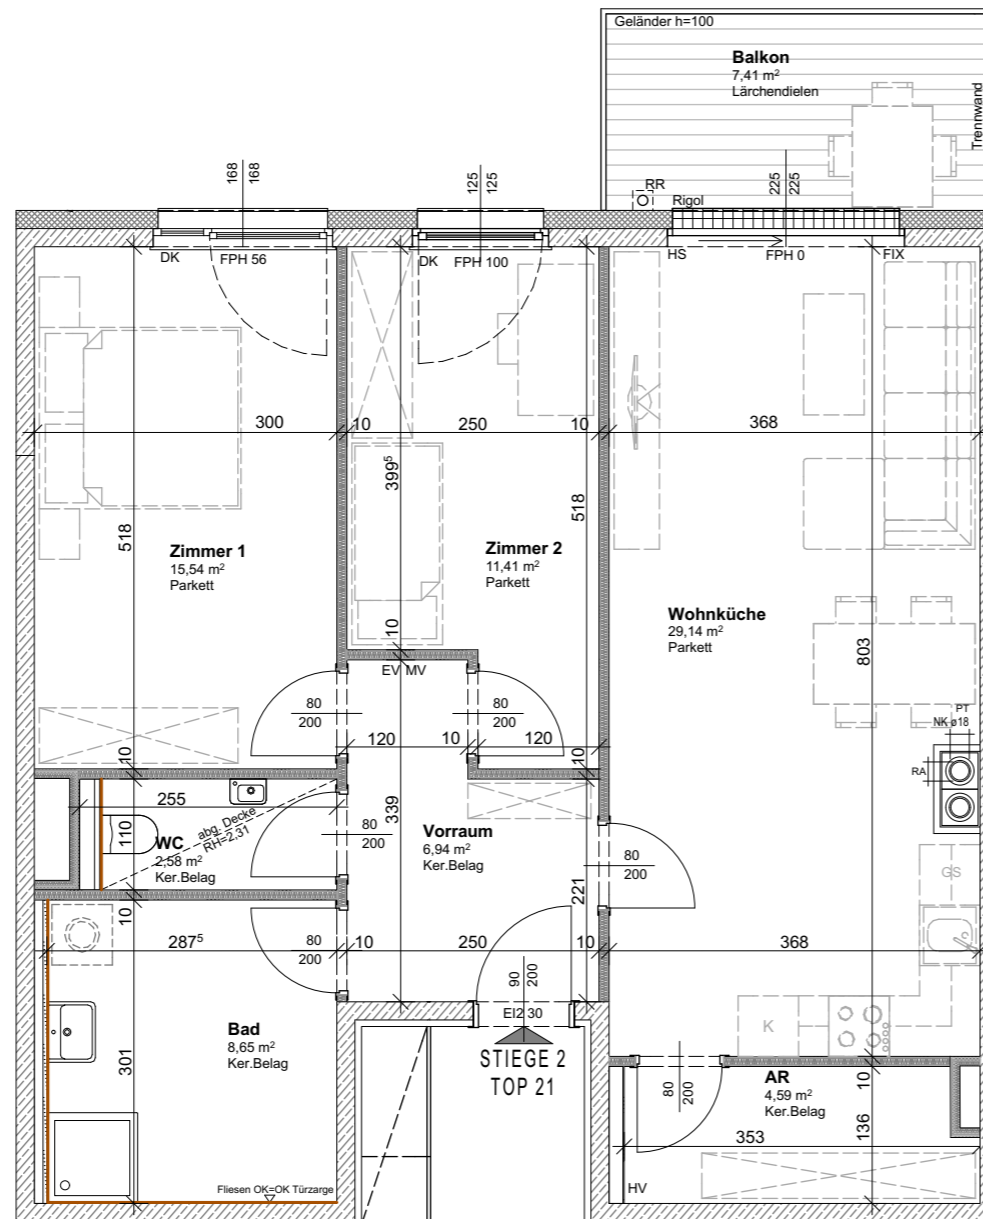 Geländer h=100
Balkon
7,41 m²
Lärchendielen
Trennwand
168
168
125
125
225
225
RR
Rigol
DK
FPH 56
DK
FPH 100
HS
FPH 0
FIX
300
10
250
10
368
518
399⁵
518
Zimmer 1
15,54 m²
Parkett
Zimmer 2
11,41 m²
Parkett
Wohnküche
29,14 m²
Parkett
803
10
EV MV
80
200
80
200
120
10
120
10
10
PT
NK ø18
RA
255
110
abg. Decke
RH=2,31
WC
2,58 m²
Ker.Belag
80
200
339
Vorraum
6,94 m²
Ker.Belag
80
200
221
GS
10
287⁵
80
200
10
250
10
368
90
200
EI2 30
K
Bad
8,65 m²
Ker.Belag
301
STIEGE 2
TOP 21
80
200
AR
4,59 m²
Ker.Belag
10
136
353
HV
Fliesen OK=OK Türzarge